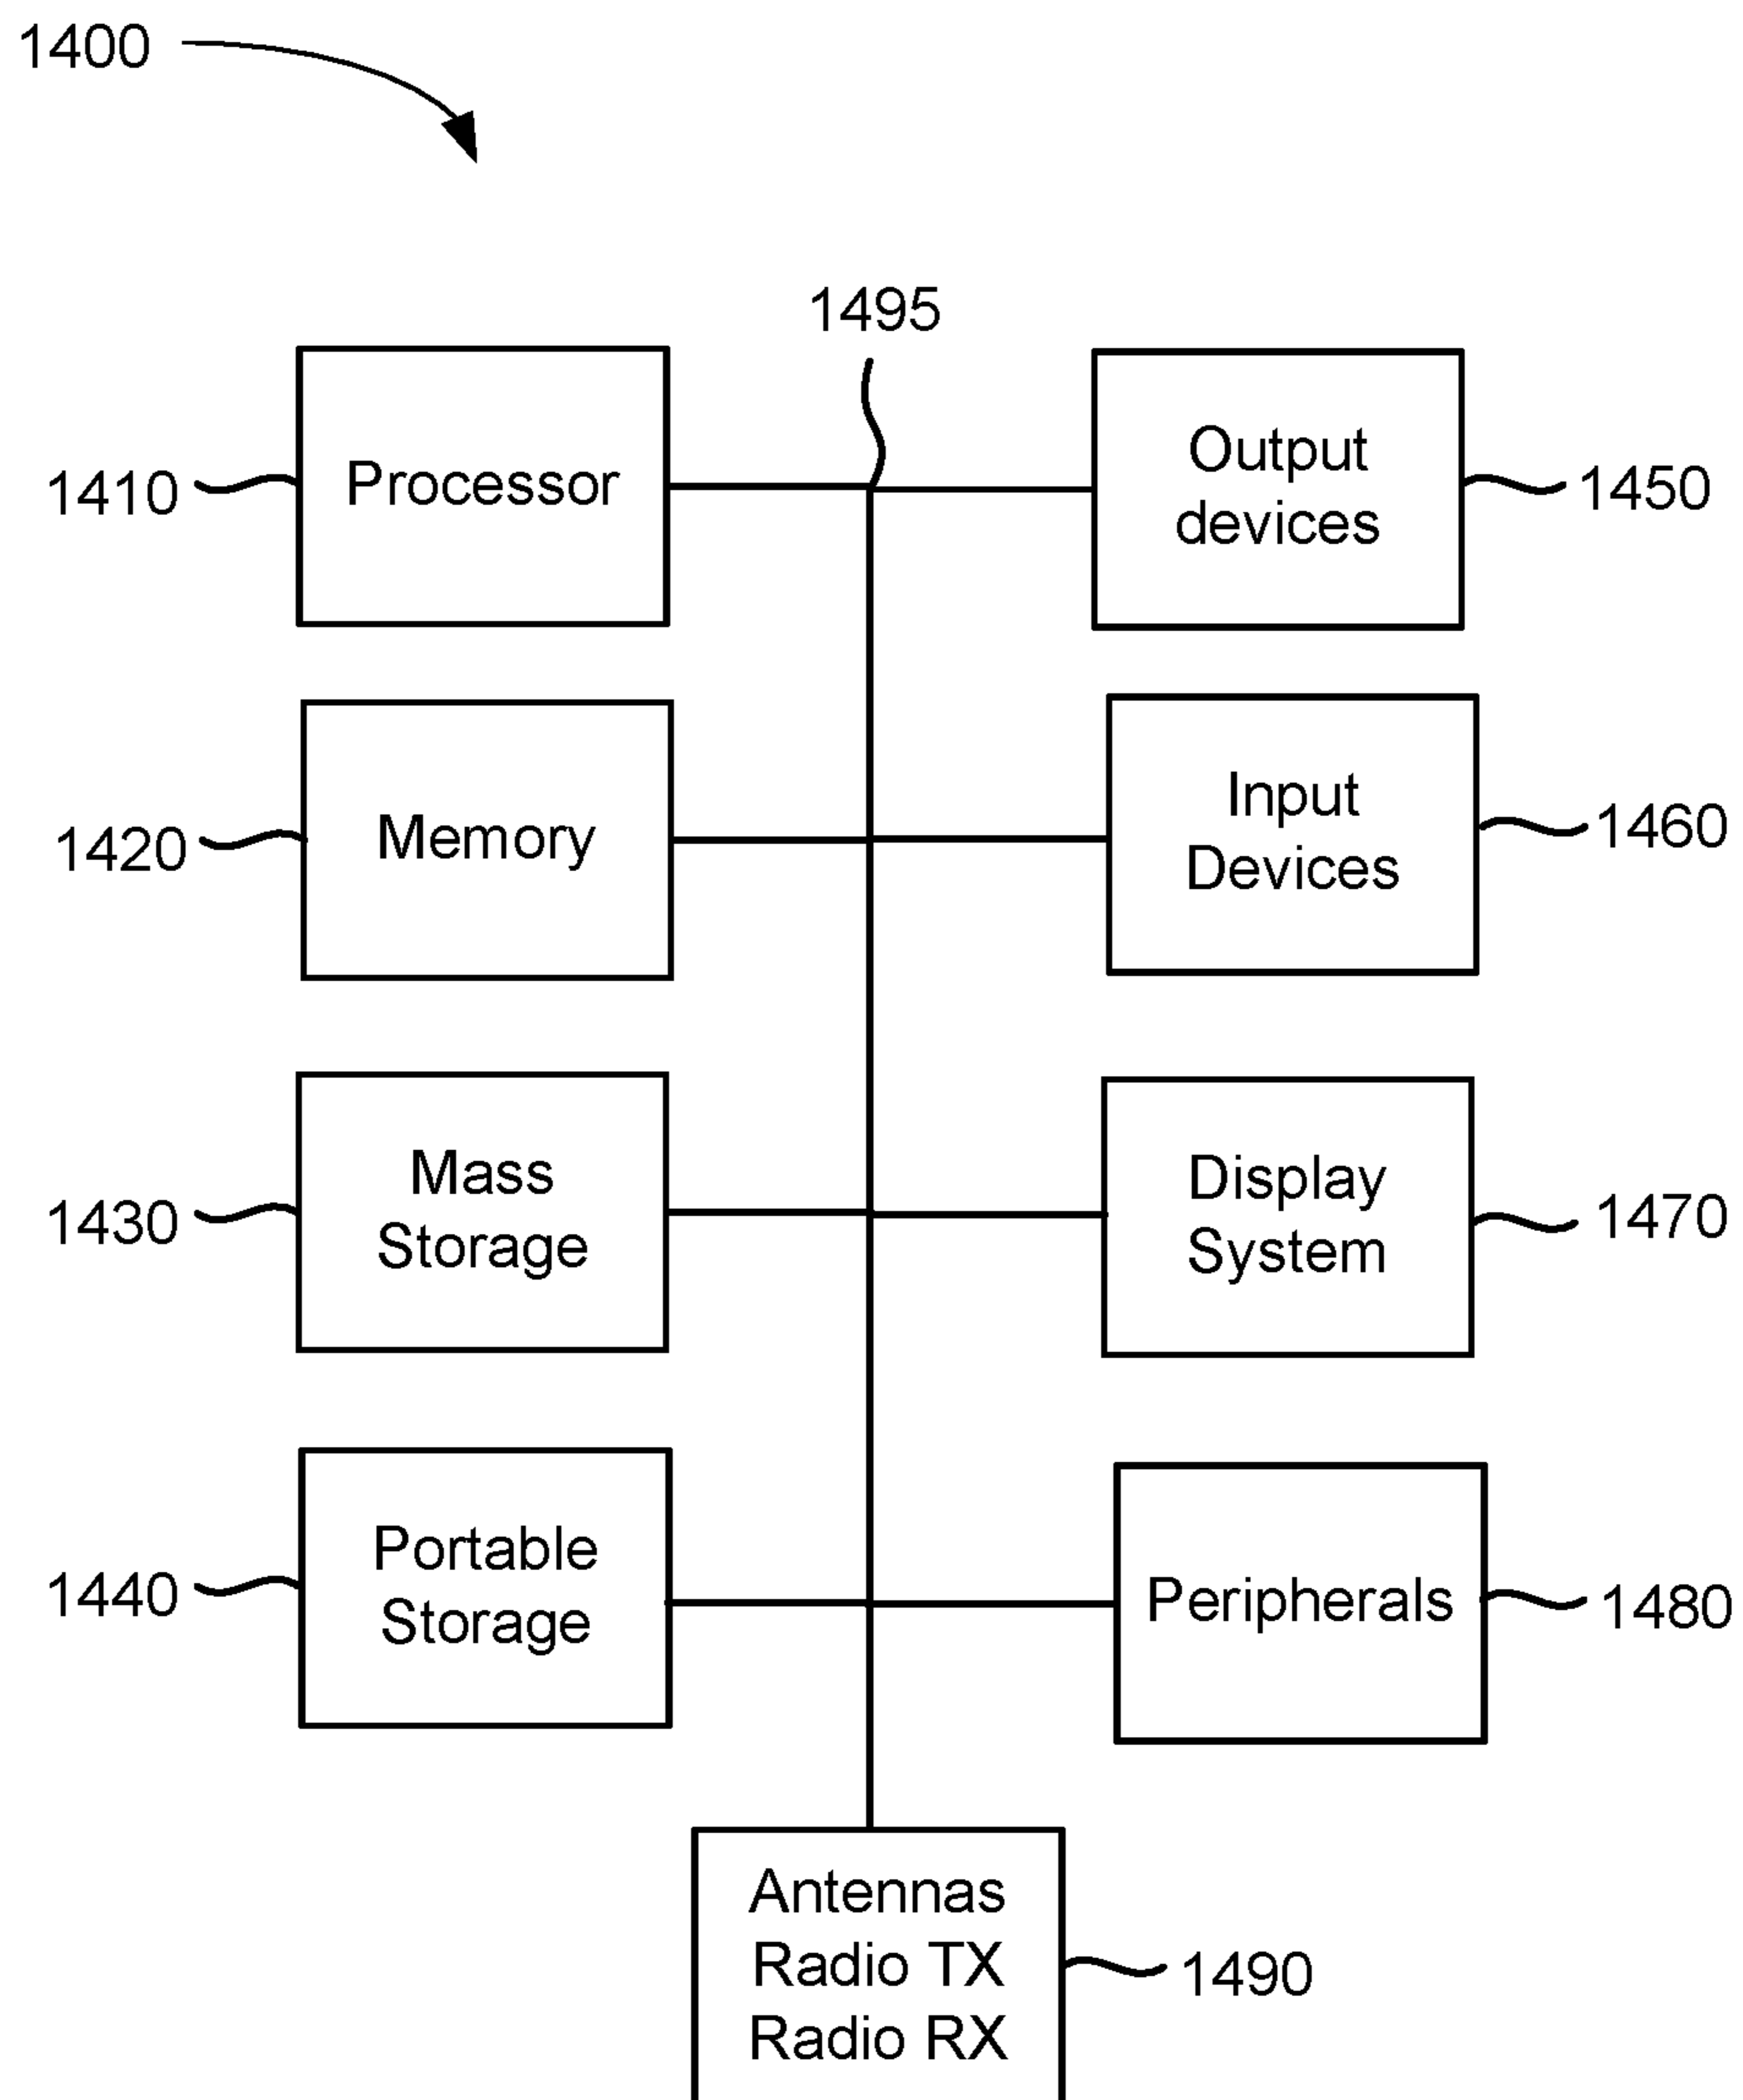 1400
1495
1410
Processor
Output
devices
1450
1420
Memory
Input
Devices
1460
1430
Mass
Storage
Display
System
1470
1440
Portable
Storage
Peripherals
1480
Antennas
Radio TX
Radio RX
1490